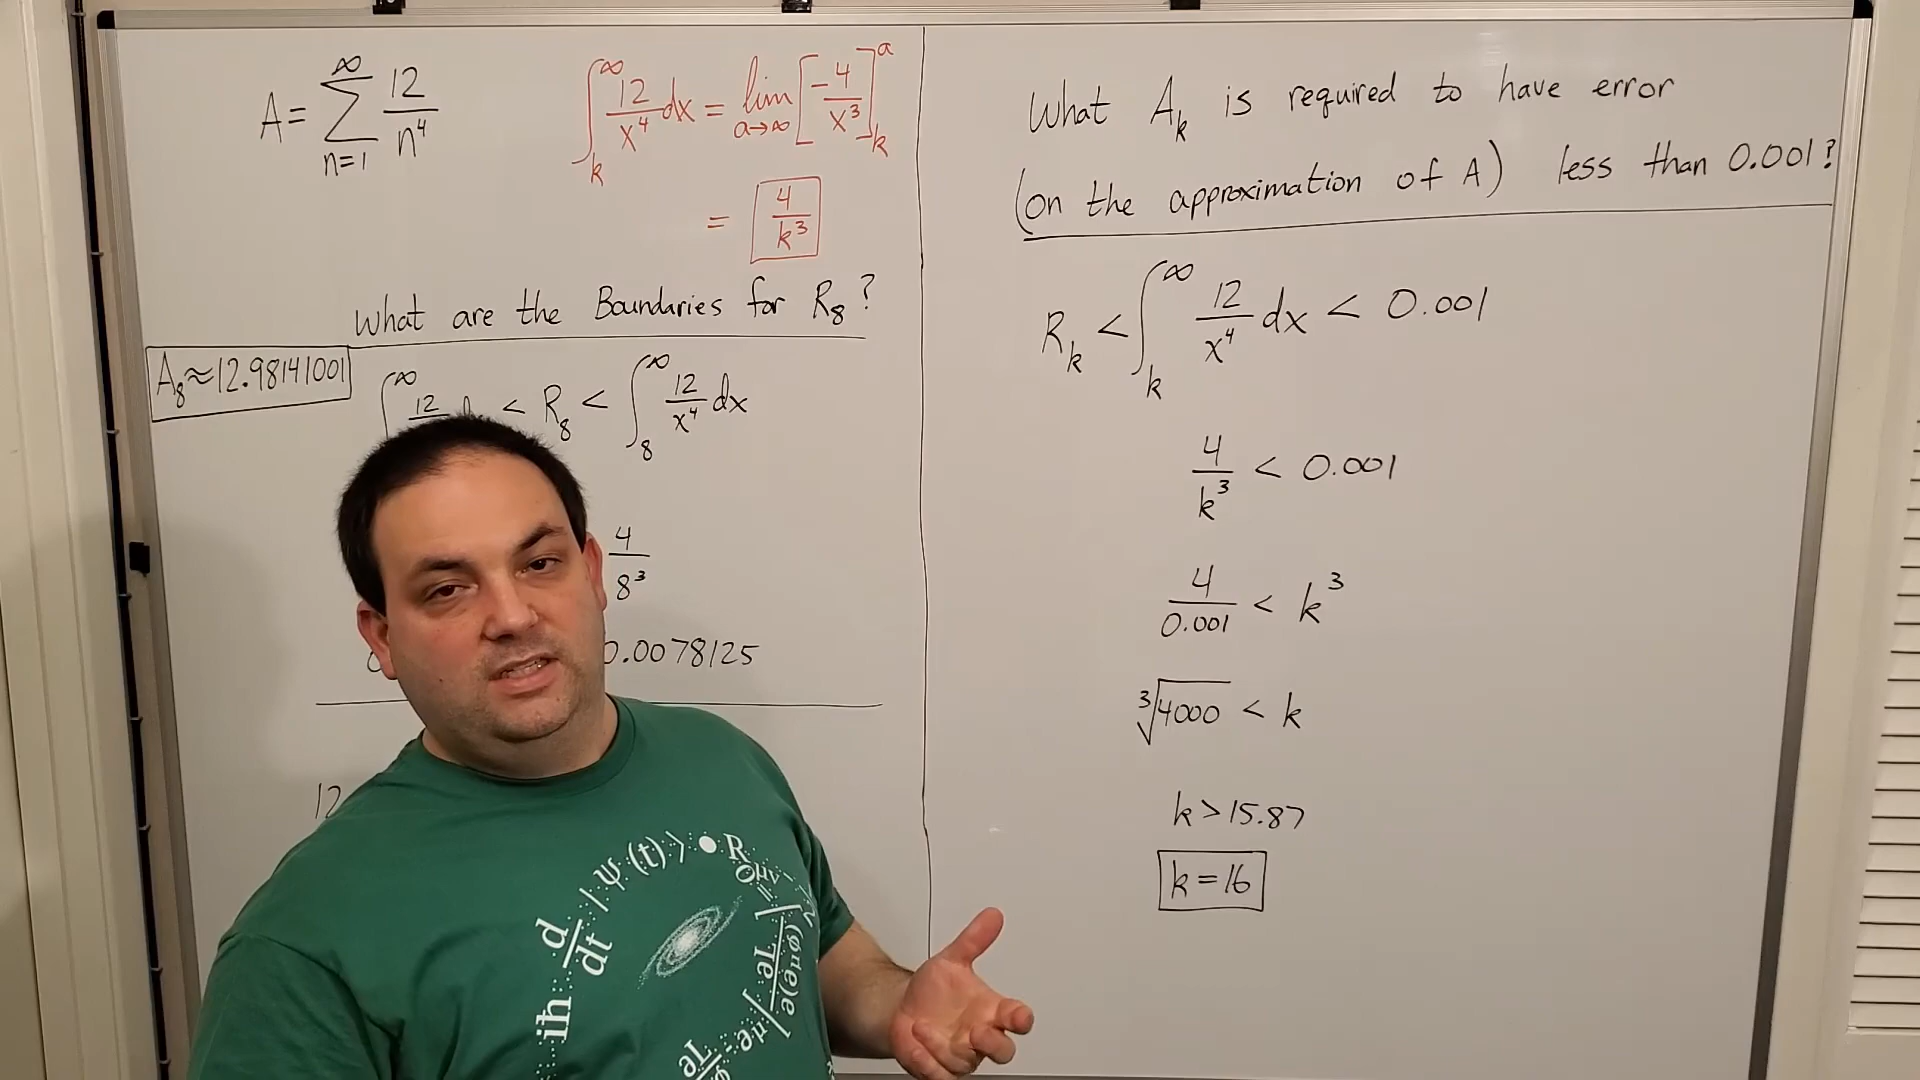 A = ∑_{n=1}^{∞} 12/n⁴
∫_k^∞ 12/x⁴ dx = lim_{a→∞} [-4/x³]_k^a
= 4/k³
What are the Boundaries for R₈?
A₈≈12.98141001
∫^∞ 12/ < R₈ < ∫_8^∞ 12/x⁴ dx
4/8³
0.0078125
12
What A_k is required to have error
(on the approximation of A) less than 0.001?
R_k < ∫_k^∞ 12/x⁴ dx < 0.001
4/k³ < 0.001
4/0.001 < k³
∛4000 < k
k > 15.87
k = 16
iħ d/dt |ψ(t)⟩ • R